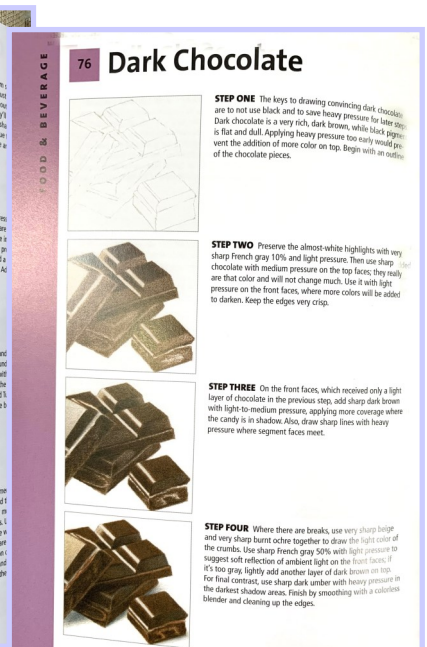 FOOD & BEVERAGE
76 Dark Chocolate
STEP ONE The keys to drawing convincing dark chocolate
are to not use black and to save heavy pressure for later steps.
Dark chocolate is a very rich, dark brown, while black pigment
is flat and dull. Applying heavy pressure too early would pre-
vent the addition of more color on top. Begin with an outline
of the chocolate pieces.
STEP TWO Preserve the almost-white highlights with very
sharp French gray 10% and light pressure. Then use sharp
chocolate with medium pressure on the top faces; they really
are that color and will not change much. Use it with light
pressure on the front faces, where more colors will be added
to darken. Keep the edges very crisp.
STEP THREE On the front faces, which received only a light
layer of chocolate in the previous step, add sharp dark brown
with light-to-medium pressure, applying more coverage where
the candy is in shadow. Also, draw sharp lines with heavy
pressure where segment faces meet.
STEP FOUR Where there are breaks, use very sharp beige
and very sharp burnt ochre together to draw the light color of
the crumbs. Use sharp French gray 50% with light pressure to
suggest soft reflection of ambient light on the front faces; if
it's too gray, lightly add another layer of dark brown on top.
For final contrast, use sharp dark umber with heavy pressure in
the darkest shadow areas. Finish by smoothing with a colorless
blender and cleaning up the edges.